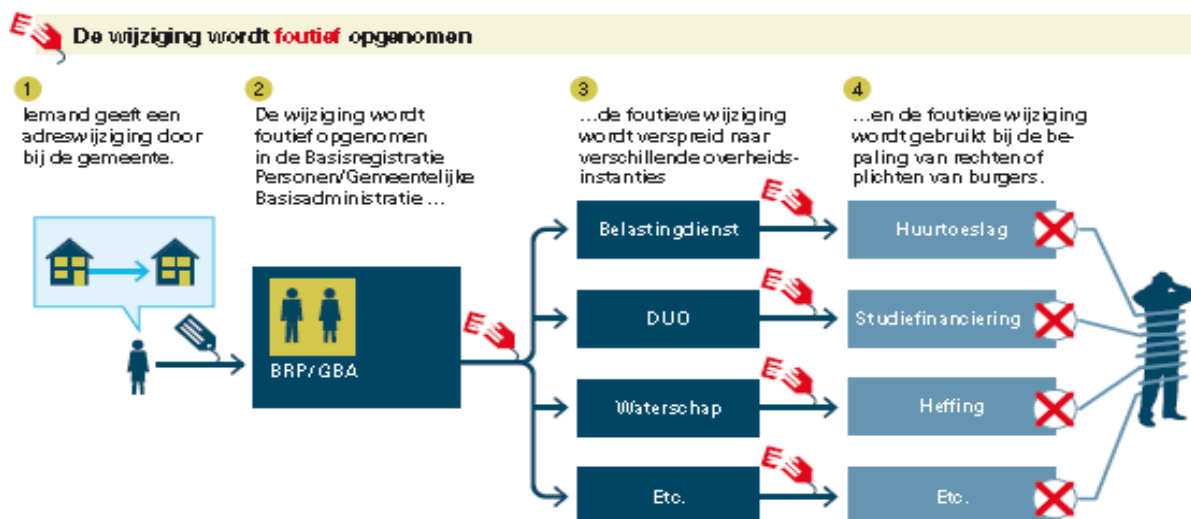 De wijziging wordt foutief opgenomen
1
Iemand geeft een
adreswijziging door
bij de gemeente.
2
De wijziging wordt
foutief opgenomen
in de Basisregistratie
Personen/Gemeentelijke
Basisadministratie ...
3
...de foutieve wijziging
wordt verspreid naar
verschillende overheids-
instanties
4
...en de foutieve wijziging
wordt gebruikt bij de be-
paling van rechten of
plichten van burgers.
BRP/GBA
Belastingdienst
Huurtoeslag
DUO
Studiefinanciering
Waterschap
Heffing
Etc.
Etc.